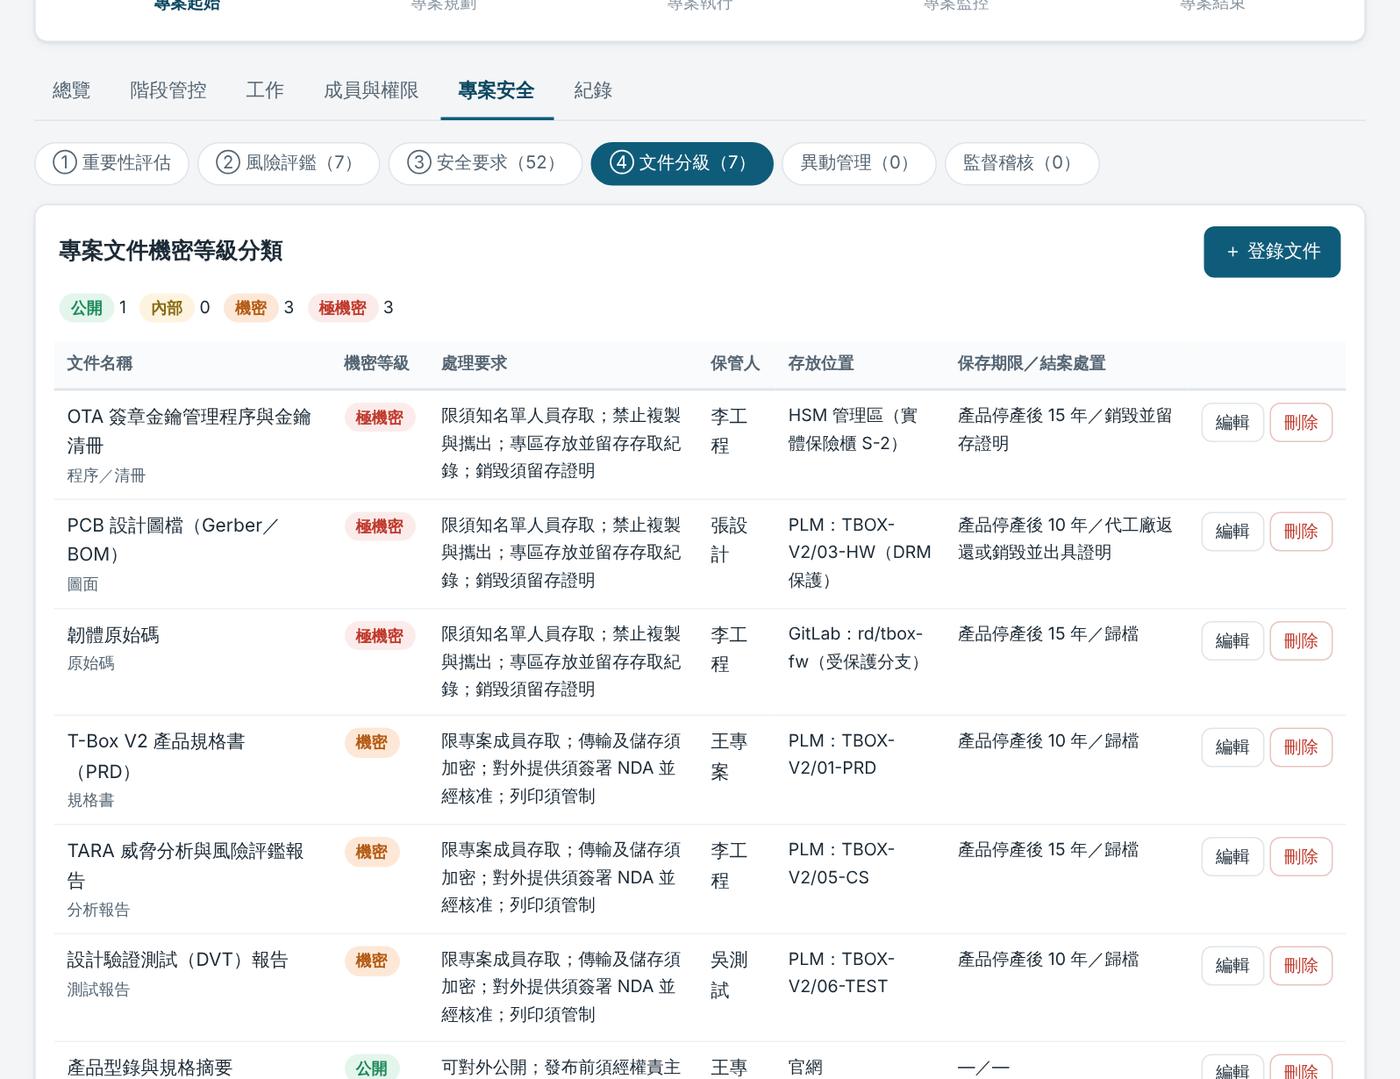 專案起始 專案規劃 專案執行 專案監控 專案結束
總覽 階段管控 工作 成員與權限 專案安全 紀錄
① 重要性評估 ② 風險評鑑（7） ③ 安全要求（52） ④ 文件分級（7） 異動管理（0） 監督稽核（0）
專案文件機密等級分類
＋ 登錄文件
公開 1 內部 0 機密 3 極機密 3
文件名稱 機密等級 處理要求 保管人 存放位置 保存期限／結案處置
OTA 簽章金鑰管理程序與金鑰
清冊
程序／清冊
極機密
限須知名單人員存取；禁止複製
與攜出；專區存放並留存存取紀
錄；銷毀須留存證明
李工
程
HSM 管理區（實
體保險櫃 S-2）
產品停產後 15 年／銷毀並留
存證明
編輯 刪除
PCB 設計圖檔（Gerber／
BOM）
圖面
極機密
限須知名單人員存取；禁止複製
與攜出；專區存放並留存存取紀
錄；銷毀須留存證明
張設
計
PLM：TBOX-
V2/03-HW（DRM
保護）
產品停產後 10 年／代工廠返
還或銷毀並出具證明
編輯 刪除
韌體原始碼
原始碼
極機密
限須知名單人員存取；禁止複製
與攜出；專區存放並留存存取紀
錄；銷毀須留存證明
李工
程
GitLab：rd/tbox-
fw（受保護分支）
產品停產後 15 年／歸檔
編輯 刪除
T-Box V2 產品規格書
（PRD）
規格書
機密
限專案成員存取；傳輸及儲存須
加密；對外提供須簽署 NDA 並
經核准；列印須管制
王專
案
PLM：TBOX-
V2/01-PRD
產品停產後 10 年／歸檔
編輯 刪除
TARA 威脅分析與風險評鑑報
告
分析報告
機密
限專案成員存取；傳輸及儲存須
加密；對外提供須簽署 NDA 並
經核准；列印須管制
李工
程
PLM：TBOX-
V2/05-CS
產品停產後 15 年／歸檔
編輯 刪除
設計驗證測試（DVT）報告
測試報告
機密
限專案成員存取；傳輸及儲存須
加密；對外提供須簽署 NDA 並
經核准；列印須管制
吳測
試
PLM：TBOX-
V2/06-TEST
產品停產後 10 年／歸檔
編輯 刪除
產品型錄與規格摘要
公開
可對外公開；發布前須經權責主
王專
官網
—／—
編輯 刪除